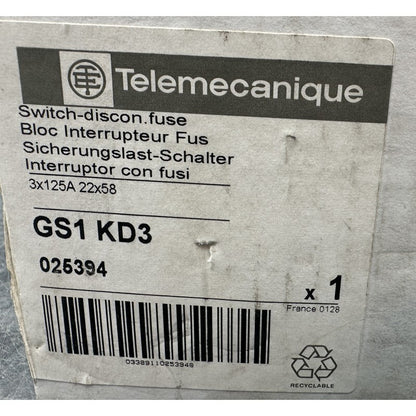 Telemecanique
Switch-discon.fuse
Bloc Interrupteur Fus
Sicherungslast-Schalter
Interruptor con fusi
3x125A 22x58
GS1 KD3
025394
x 1
France 0128
03389110253948
RECYCLABLE